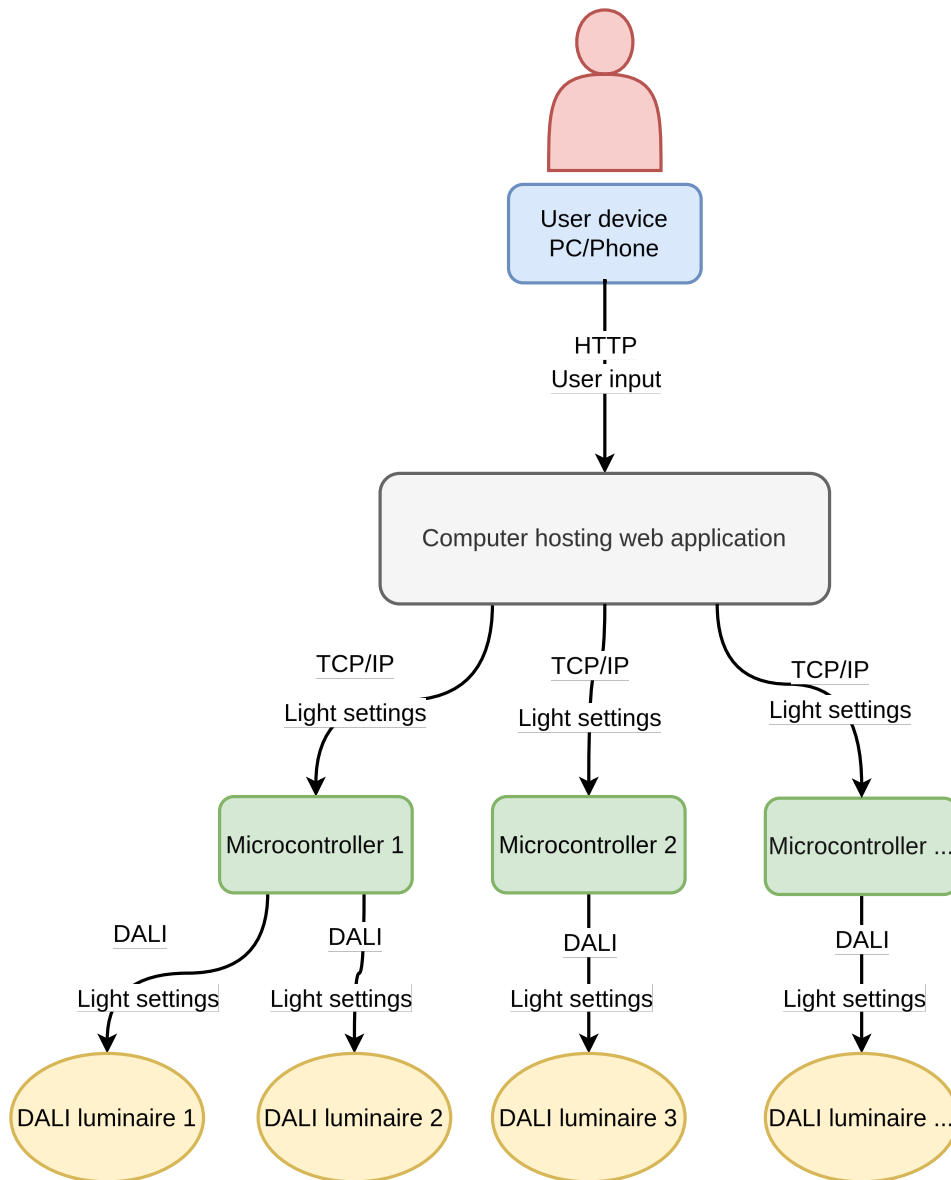 User device
PC/Phone
HTTP
User input
Computer hosting web application
TCP/IP
Light settings
TCP/IP
Light settings
TCP/IP
Light settings
Microcontroller 1
Microcontroller 2
Microcontroller ...
DALI
Light settings
DALI
Light settings
DALI
Light settings
DALI
Light settings
DALI luminaire 1
DALI luminaire 2
DALI luminaire 3
DALI luminaire ...